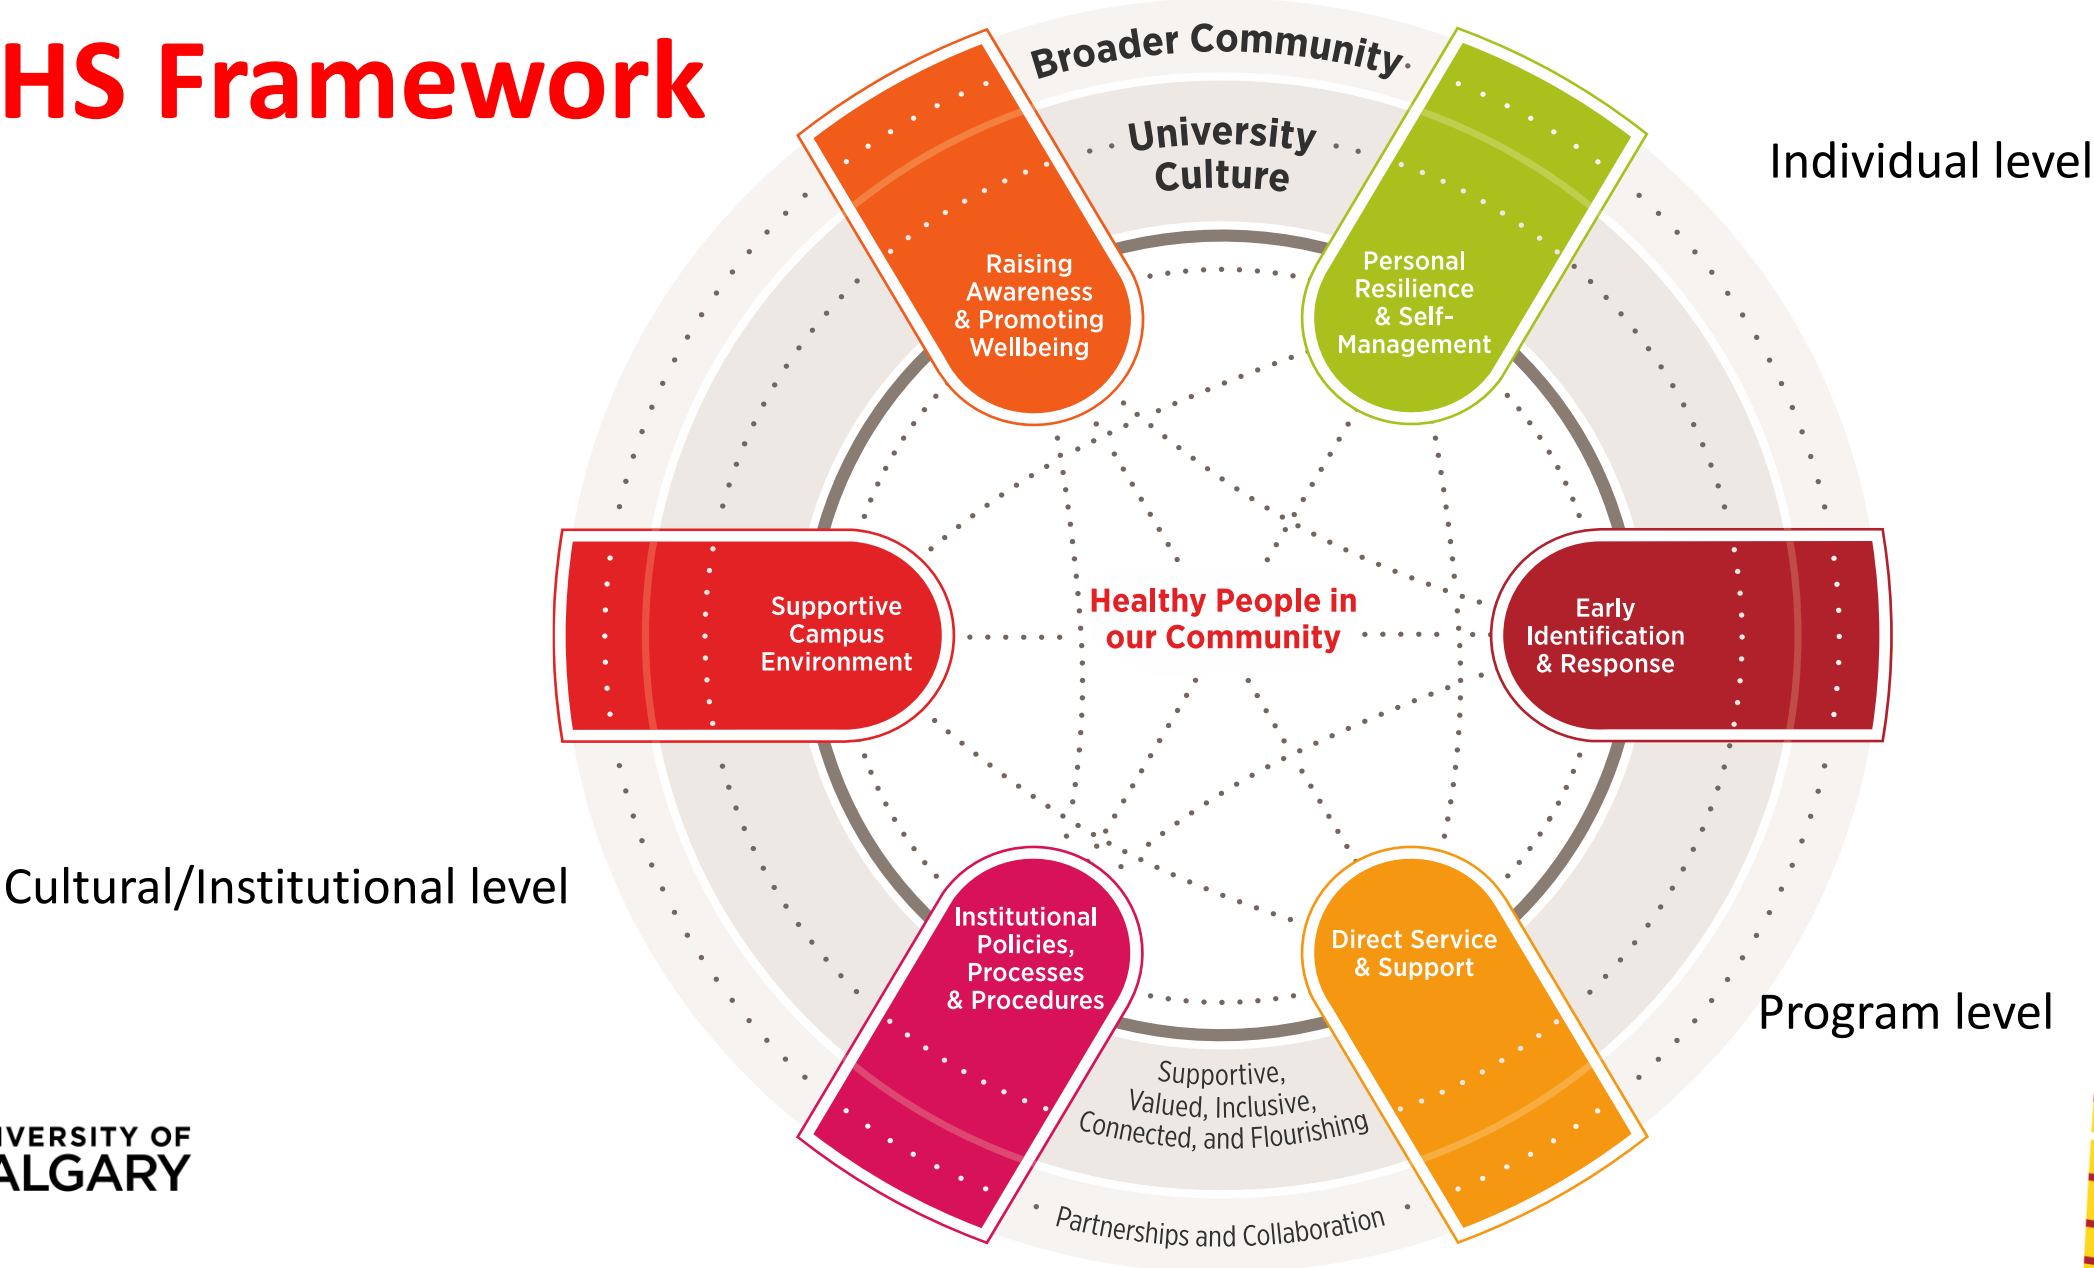 HS Framework
Broader Community
University
Culture
Individual level
Raising
Awareness
& Promoting
Wellbeing
Personal
Resilience
& Self-
Management
Supportive
Campus
Environment
Healthy People in
our Community
Early
Identification
& Response
Cultural/Institutional level
Institutional
Policies,
Processes
& Procedures
Direct Service
& Support
Program level
Supportive,
Valued, Inclusive,
Connected, and Flourishing
Partnerships and Collaboration
IVERSITY OF
ALGARY